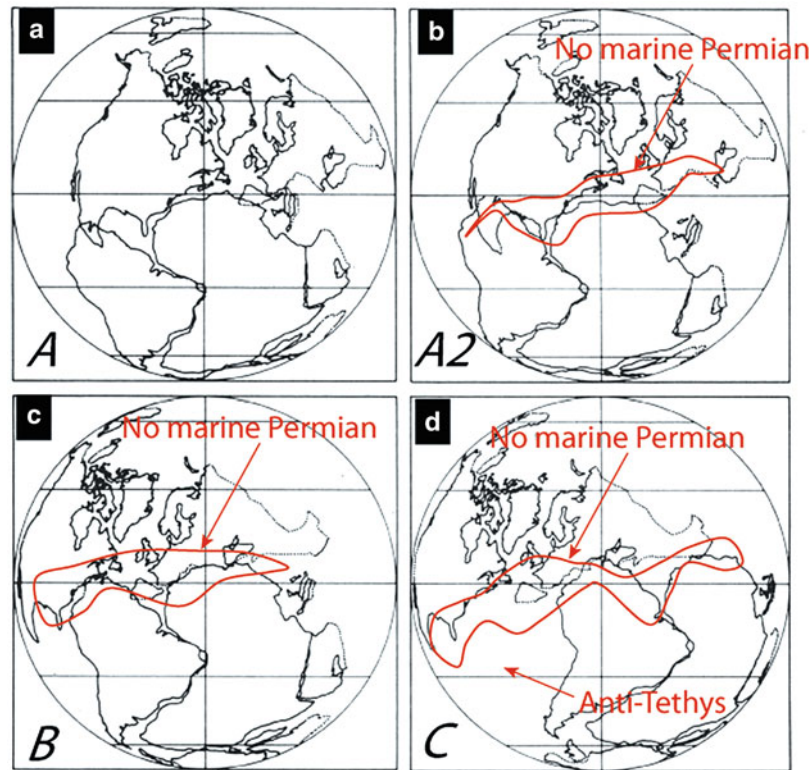 a
b
No marine Permian
A
A2
c
d
No marine Permian
No marine Permian
B
Anti-Tethys
C